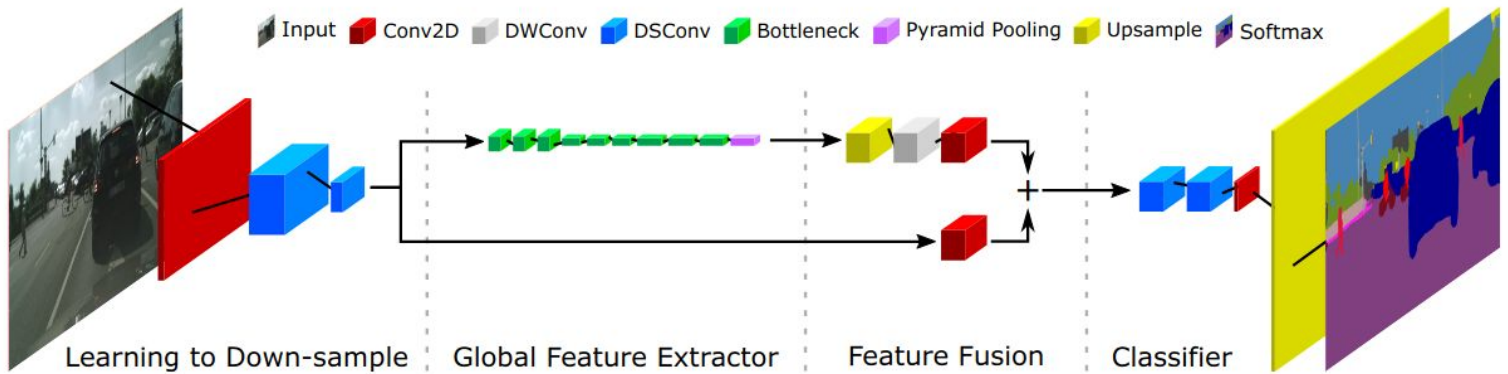 Input Conv2D DWConv DSConv Bottleneck Pyramid Pooling Upsample Softmax
+
Learning to Down-sample Global Feature Extractor Feature Fusion Classifier